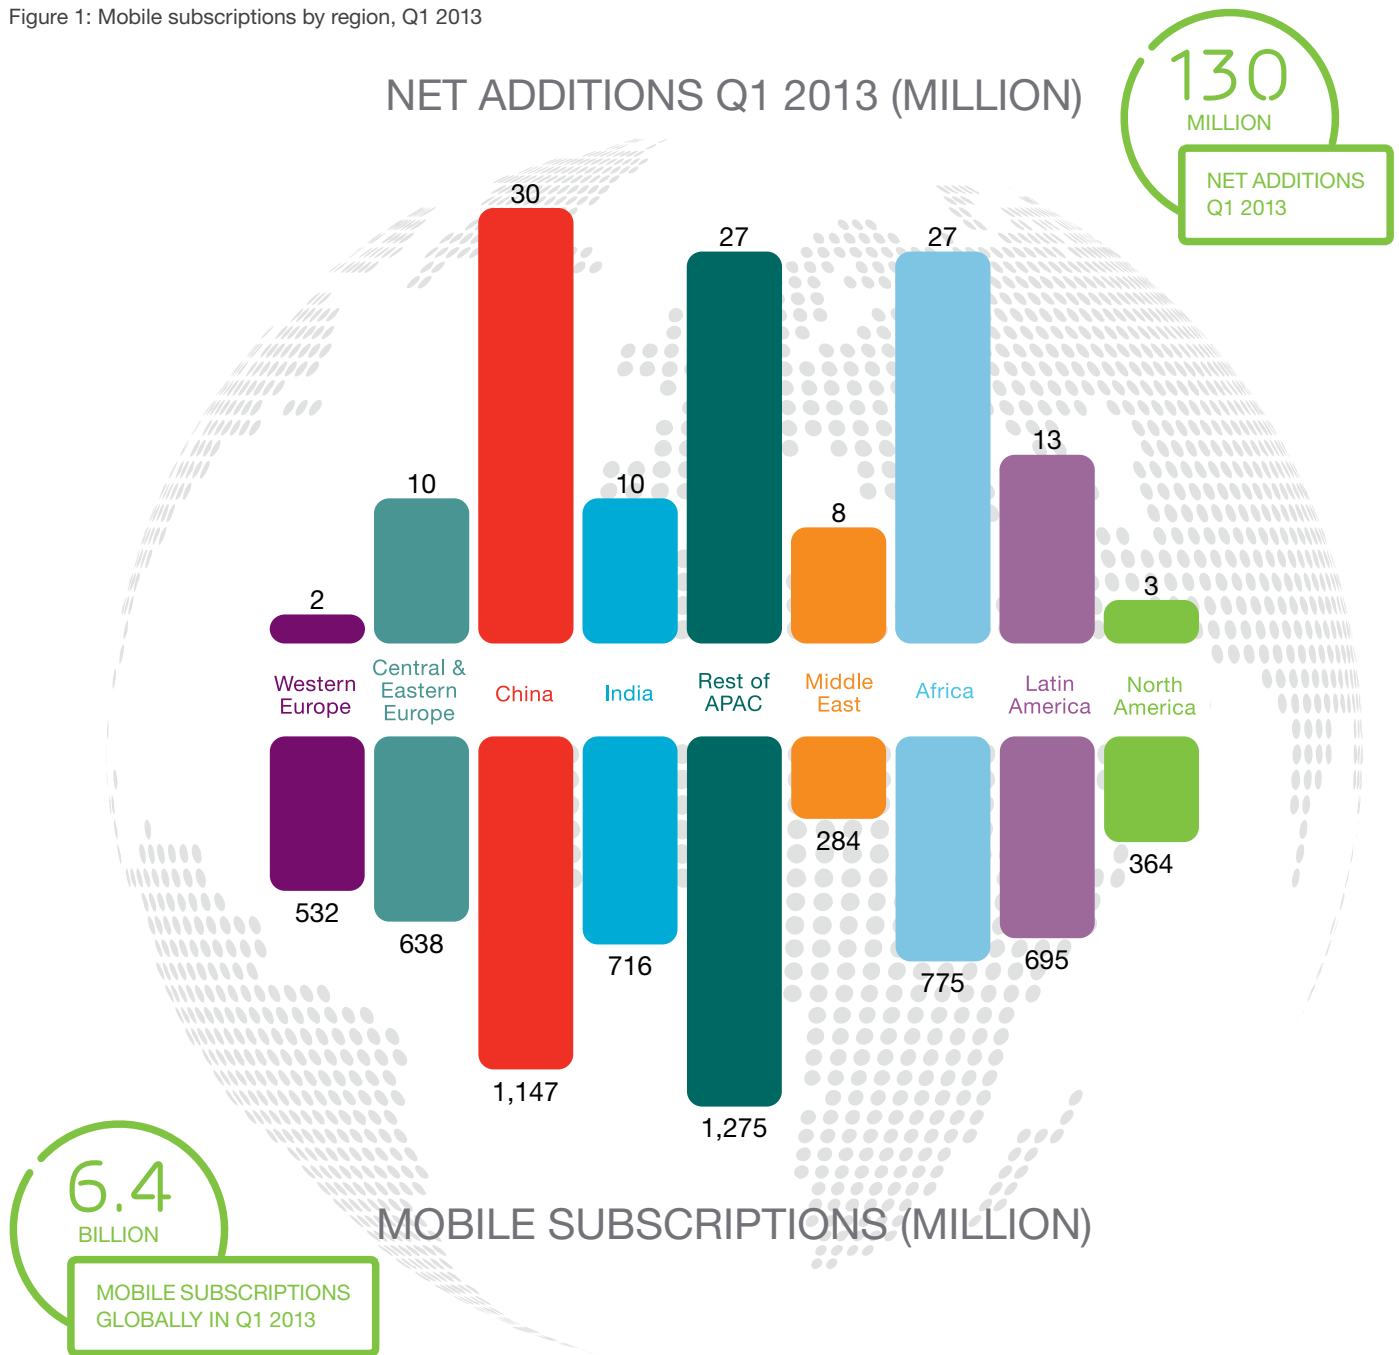 Figure 1: Mobile subscriptions by region, Q1 2013
130
MILLION
NET ADDITIONS
Q1 2013
NET ADDITIONS Q1 2013 (MILLION)
2
10
30
10
27
8
27
13
3
Western
Europe
Central &
Eastern
Europe
China
India
Rest of
APAC
Middle
East
Africa
Latin
America
North
America
532
638
1,147
716
1,275
284
775
695
364
MOBILE SUBSCRIPTIONS (MILLION)
6.4
BILLION
MOBILE SUBSCRIPTIONS
GLOBALLY IN Q1 2013